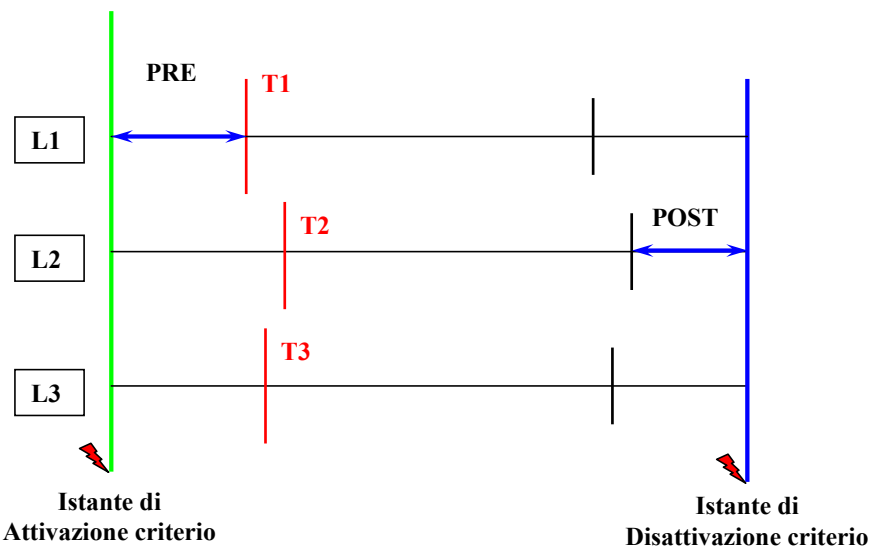 PRE
T1
L1
T2
POST
L2
T3
L3
Istante di
Attivazione criterio
Istante di
Disattivazione criterio